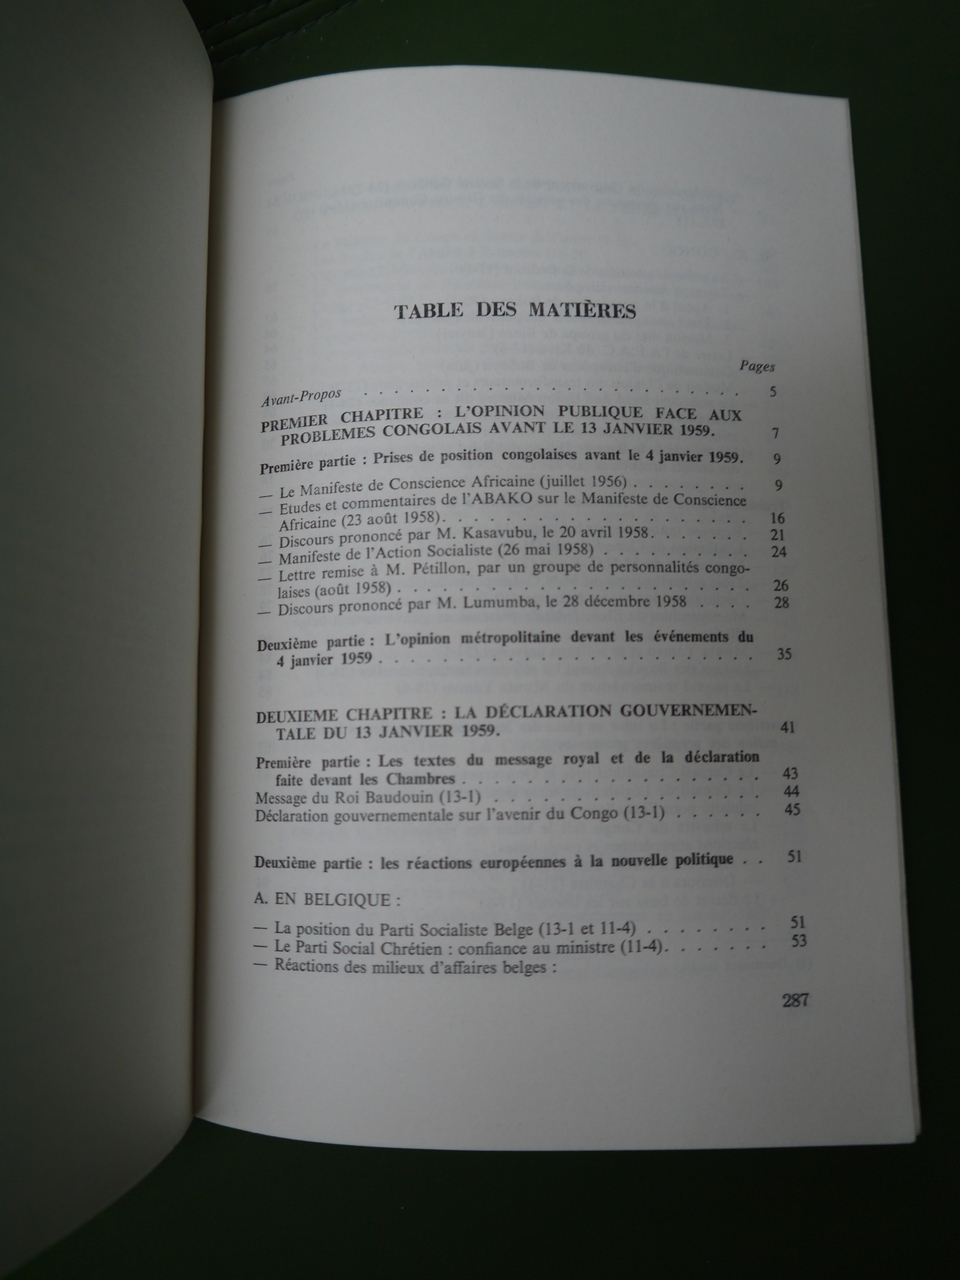 TABLE DES MATIÈRES
Pages
Avant-Propos . . . . . . . . . . . . . . . . . . . . . . . . 5
PREMIER CHAPITRE : L'OPINION PUBLIQUE FACE AUX
PROBLEMES CONGOLAIS AVANT LE 13 JANVIER 1959. 7
Première partie : Prises de position congolaises avant le 4 janvier 1959. 9
— Le Manifeste de Conscience Africaine (juillet 1956) . . . . . . . . 9
— Etudes et commentaires de l'ABAKO sur le Manifeste de Conscience
Africaine (23 août 1958). . . . . . . . . . . . . . . . . . . 16
— Discours prononcé par M. Kasavubu, le 20 avril 1958. . . . . . . 21
— Manifeste de l'Action Socialiste (26 mai 1958) . . . . . . . . . . 24
— Lettre remise à M. Pétillon, par un groupe de personnalités congo-
laises (août 1958) . . . . . . . . . . . . . . . . . . . . . . 26
— Discours prononcé par M. Lumumba, le 28 décembre 1958 . . . . 28
Deuxième partie : L'opinion métropolitaine devant les événements du
4 janvier 1959 . . . . . . . . . . . . . . . . . . . . . . . . 35
DEUXIEME CHAPITRE : LA DÉCLARATION GOUVERNEMEN-
TALE DU 13 JANVIER 1959. 41
Première partie : Les textes du message royal et de la déclaration
faite devant les Chambres . . . . . . . . . . . . . . . . . . . 43
Message du Roi Baudouin (13-1) . . . . . . . . . . . . . . . . . 44
Déclaration gouvernementale sur l'avenir du Congo (13-1) . . . . . . 45
Deuxième partie : les réactions européennes à la nouvelle politique . . 51
A. EN BELGIQUE :
— La position du Parti Socialiste Belge (13-1 et 11-4) . . . . . . . . 51
— Le Parti Social Chrétien : confiance au ministre (11-4). . . . . . . 53
— Réactions des milieux d'affaires belges :
287